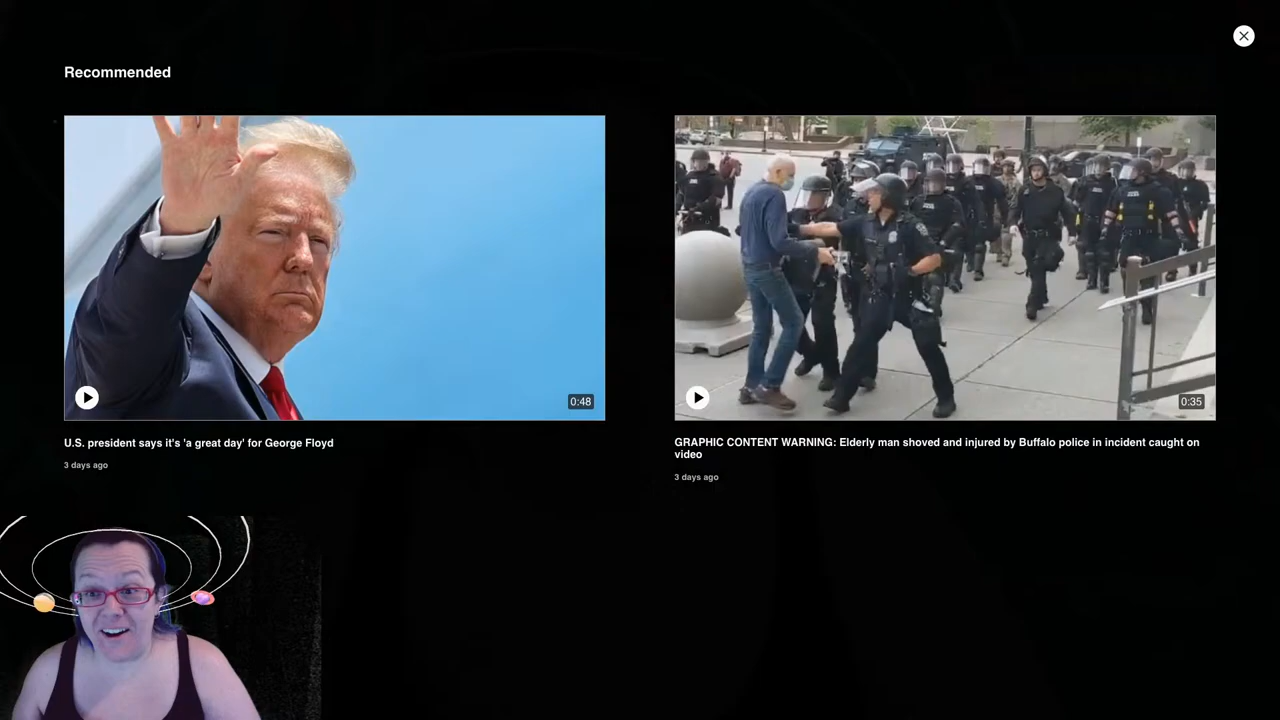 Recommended
0:48
0:35
U.S. president says it's 'a great day' for George Floyd
3 days ago
GRAPHIC CONTENT WARNING: Elderly man shoved and injured by Buffalo police in incident caught on
video
3 days ago